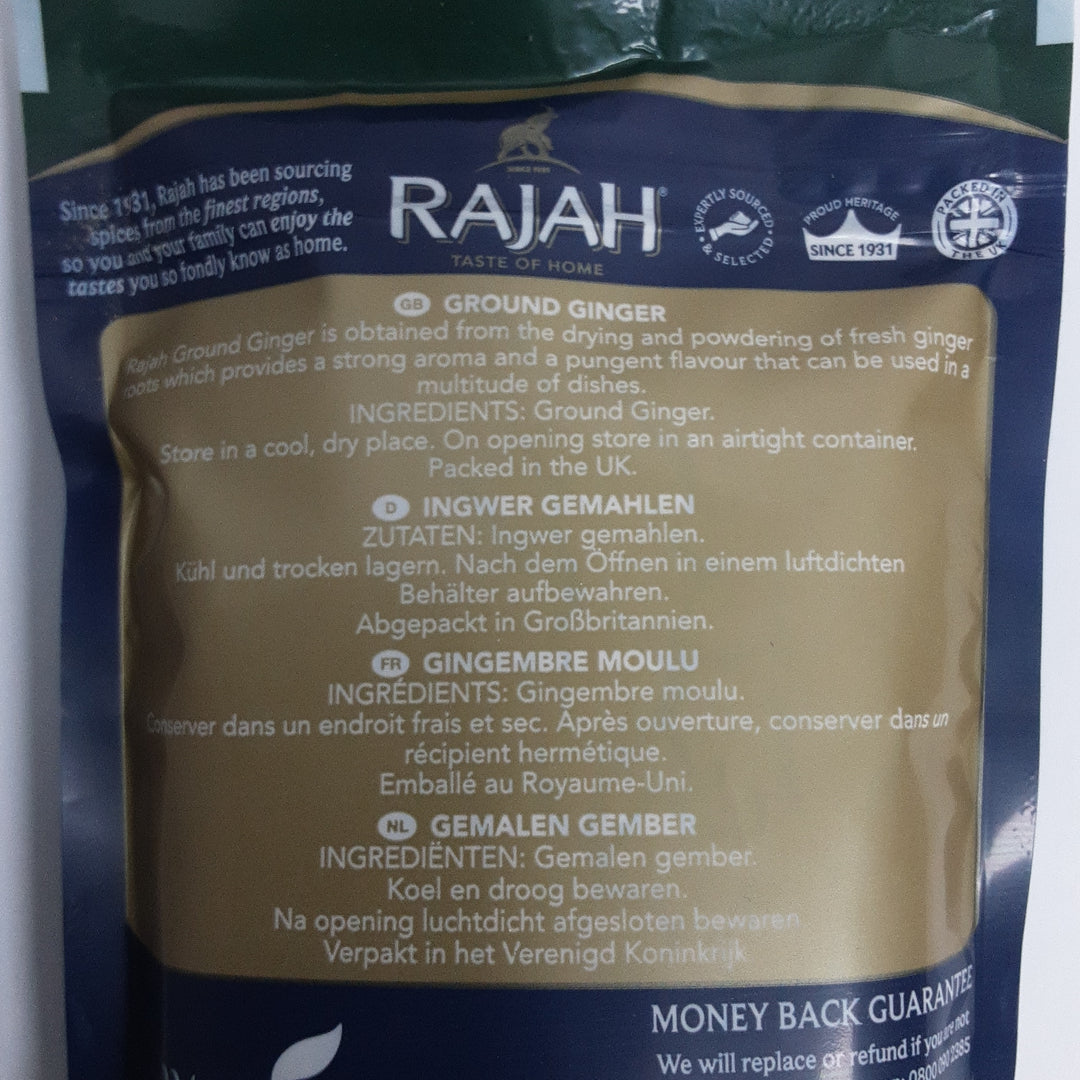 Since 1931, Rajah has been sourcing
spices from the finest regions,
so you and your family can enjoy the
tastes you so fondly know as home.
SINCE 1931
RAJAH®
TASTE OF HOME
EXPERTLY SOURCED
& SELECTED
PROUD HERITAGE
SINCE 1931
PACKED IN
THE UK
GB GROUND GINGER
Rajah Ground Ginger is obtained from the drying and powdering of fresh ginger
roots which provides a strong aroma and a pungent flavour that can be used in a
multitude of dishes.
INGREDIENTS: Ground Ginger.
Store in a cool, dry place. On opening store in an airtight container.
Packed in the UK.
D INGWER GEMAHLEN
ZUTATEN: Ingwer gemahlen.
Kühl und trocken lagern. Nach dem Öffnen in einem luftdichten
Behälter aufbewahren.
Abgepackt in Großbritannien.
FR GINGEMBRE MOULU
INGRÉDIENTS: Gingembre moulu.
Conserver dans un endroit frais et sec. Après ouverture, conserver dans un
récipient hermétique.
Emballé au Royaume-Uni.
NL GEMALEN GEMBER
INGREDIËNTEN: Gemalen gember.
Koel en droog bewaren.
Na opening luchtdicht afgesloten bewaren
Verpakt in het Verenigd Koninkrijk
MONEY BACK GUARANTEE
We will replace or refund if you are not
0800 090 2385